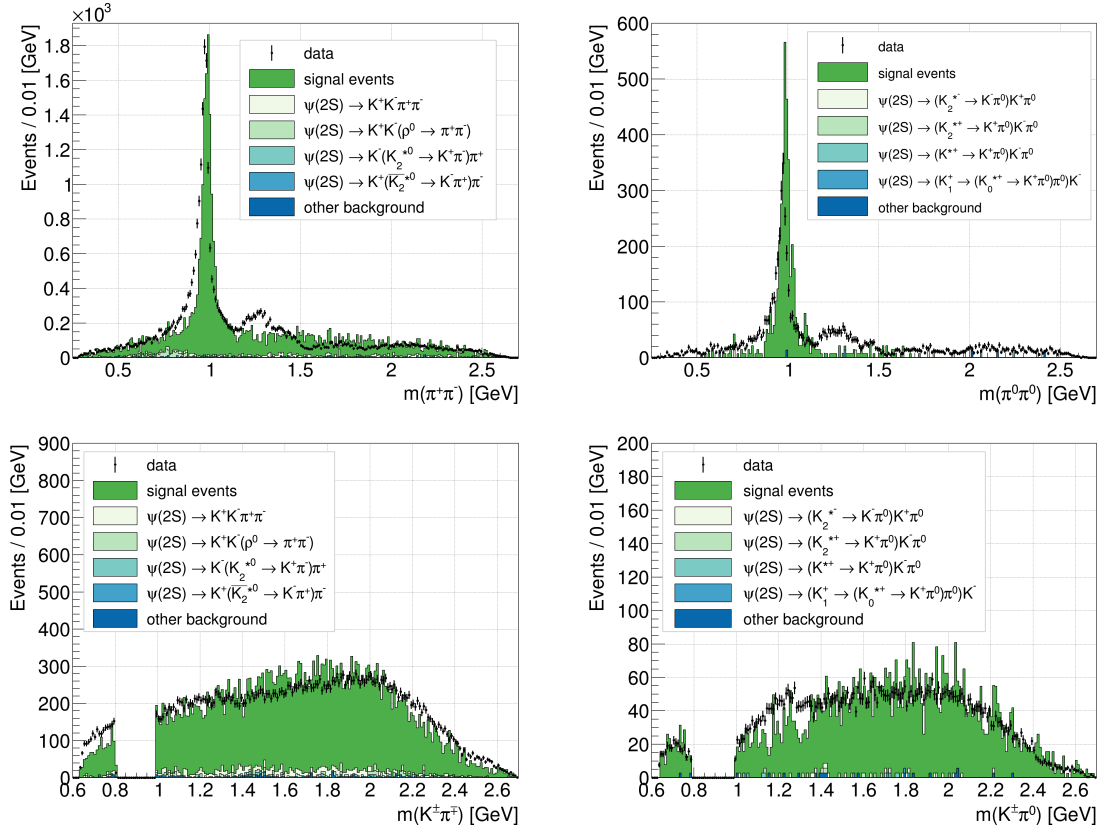 ×10³
Events / 0.01 [GeV]
1.8
1.6
1.4
1.2
1
0.8
0.6
0.4
0.2
0
0.5 1 1.5 2 2.5
m(π⁺π⁻) [GeV]
data
signal events
ψ(2S) → K⁺K⁻π⁺π⁻
ψ(2S) → K⁺K⁻(ρ⁰ → π⁺π⁻)
ψ(2S) → K⁻(K₂*⁰ → K⁺π⁻)π⁺
ψ(2S) → K⁺(K̅₂*⁰ → K⁻π⁺)π⁻
other background
Events / 0.01 [GeV]
600
500
400
300
200
100
0
0.5 1 1.5 2 2.5
m(π⁰π⁰) [GeV]
data
signal events
ψ(2S) → (K₂*⁻ → K⁻π⁰)K⁺π⁰
ψ(2S) → (K₂*⁺ → K⁺π⁰)K⁻π⁰
ψ(2S) → (K*⁺ → K⁺π⁰)K⁻π⁰
ψ(2S) → (K₁⁺ → (K₀*⁺ → K⁺π⁰)π⁰)K⁻
other background
Events / 0.01 [GeV]
900
800
700
600
500
400
300
200
100
0
0.6 0.8 1 1.2 1.4 1.6 1.8 2 2.2 2.4 2.6
m(K±π∓) [GeV]
data
signal events
ψ(2S) → K⁺K⁻π⁺π⁻
ψ(2S) → K⁺K⁻(ρ⁰ → π⁺π⁻)
ψ(2S) → K⁻(K₂*⁰ → K⁺π⁻)π⁺
ψ(2S) → K⁺(K̅₂*⁰ → K⁻π⁺)π⁻
other background
Events / 0.01 [GeV]
200
180
160
140
120
100
80
60
40
20
0
0.6 0.8 1 1.2 1.4 1.6 1.8 2 2.2 2.4 2.6
m(K±π⁰) [GeV]
data
signal events
ψ(2S) → (K₂*⁻ → K⁻π⁰)K⁺π⁰
ψ(2S) → (K₂*⁺ → K⁺π⁰)K⁻π⁰
ψ(2S) → (K*⁺ → K⁺π⁰)K⁻π⁰
ψ(2S) → (K₁⁺ → (K₀*⁺ → K⁺π⁰)π⁰)K⁻
other background